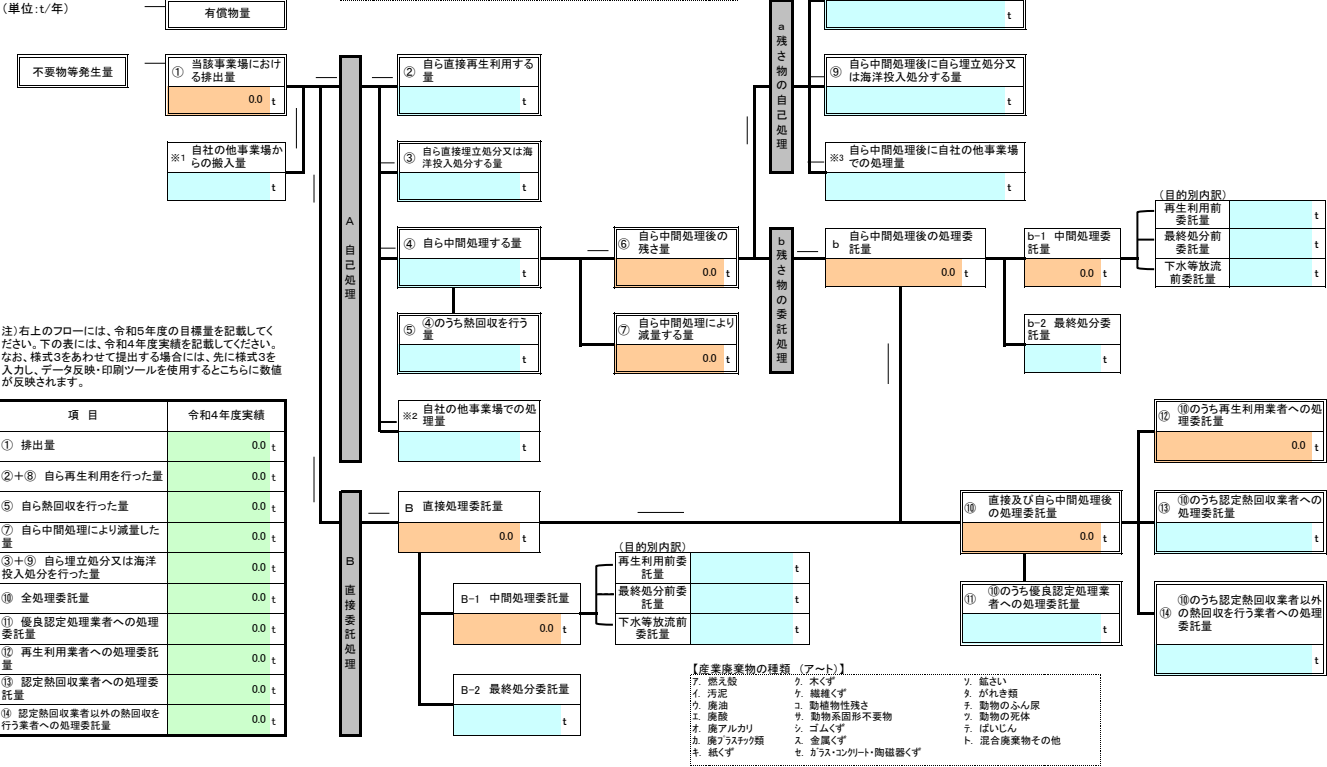 (単位:t/年)
有償物量
t
不要物等発生量
① 当該事業場におけ
る排出量
0.0 t
※1 自社の他事業場か
らの搬入量
t
A 自己処理
② 自ら直接再生利用する
量
t
③ 自ら直接埋立処分又は海
洋投入処分する量
t
④ 自ら中間処理する量
t
⑤ ④のうち熱回収を行う
量
t
※2 自社の他事業場での処
理量
t
⑥ 自ら中間処理後の
残さ量
0.0 t
⑦ 自ら中間処理により
減量する量
0.0 t
a 残さ物の自己処理
⑨ 自ら中間処理後に自ら埋立処分又
は海洋投入処分する量
t
※3 自ら中間処理後に自社の他事業場
での処理量
t
b 残さ物の委託処理
b 自ら中間処理後の処理委
託量
0.0 t
b-1 中間処理委
託量
0.0 t
(目的別内訳)
再生利用前
委託量
t
最終処分前
委託量
t
下水等放流
前委託量
t
b-2 最終処分委
託量
t
注)右上のフローには、令和5年度の目標量を記載してく
ださい。下の表には、令和4年度実績を記載してください。
なお、様式3をあわせて提出する場合には、先に様式3を
入力し、データ反映・印刷ツールを使用するとこちらに数値
が反映されます。
項 目 令和4年度実績
① 排出量 0.0 t
②+⑧ 自ら再生利用を行った量 0.0 t
⑤ 自ら熱回収を行った量 0.0 t
⑦ 自ら中間処理により減量した
量 0.0 t
③+⑨ 自ら埋立処分又は海洋
投入処分を行った量 0.0 t
⑩ 全処理委託量 0.0 t
⑪ 優良認定処理業者への処理
委託量 0.0 t
⑫ 再生利用業者への処理委託
量 0.0 t
⑬ 認定熱回収業者への処理委
託量 0.0 t
⑭ 認定熱回収業者以外の熱回収を
行う業者への処理委託量 0.0 t
B 直接委託処理
B 直接処理委託量
0.0 t
B-1 中間処理委託量
0.0 t
(目的別内訳)
再生利用前委
託量
t
最終処分前委
託量
t
下水等放流前
委託量
t
B-2 最終処分委託量
t
⑩ 直接及び自ら中間処理後
の処理委託量
0.0 t
⑪ ⑩のうち優良認定処理業
者への処理委託量
t
⑫ ⑩のうち再生利用業者への処
理委託量
0.0 t
⑬ ⑩のうち認定熱回収業者への
処理委託量
t
⑭ ⑩のうち認定熱回収業者以外
の熱回収を行う業者への処理
委託量
t
【産業廃棄物の種類 (ア~ト)】
ア. 燃え殻
イ. 汚泥
ウ. 廃油
エ. 廃酸
オ. 廃アルカリ
カ. 廃プラスチック類
キ. 紙くず
ク. 木くず
ケ. 繊維くず
コ. 動植物性残さ
サ. 動物系固形不要物
シ. ゴムくず
ス. 金属くず
セ. ガラス・コンクリート・陶磁器くず
ソ. 鉱さい
タ. がれき類
チ. 動物のふん尿
ツ. 動物の死体
テ. ばいじん
ト. 混合廃棄物その他